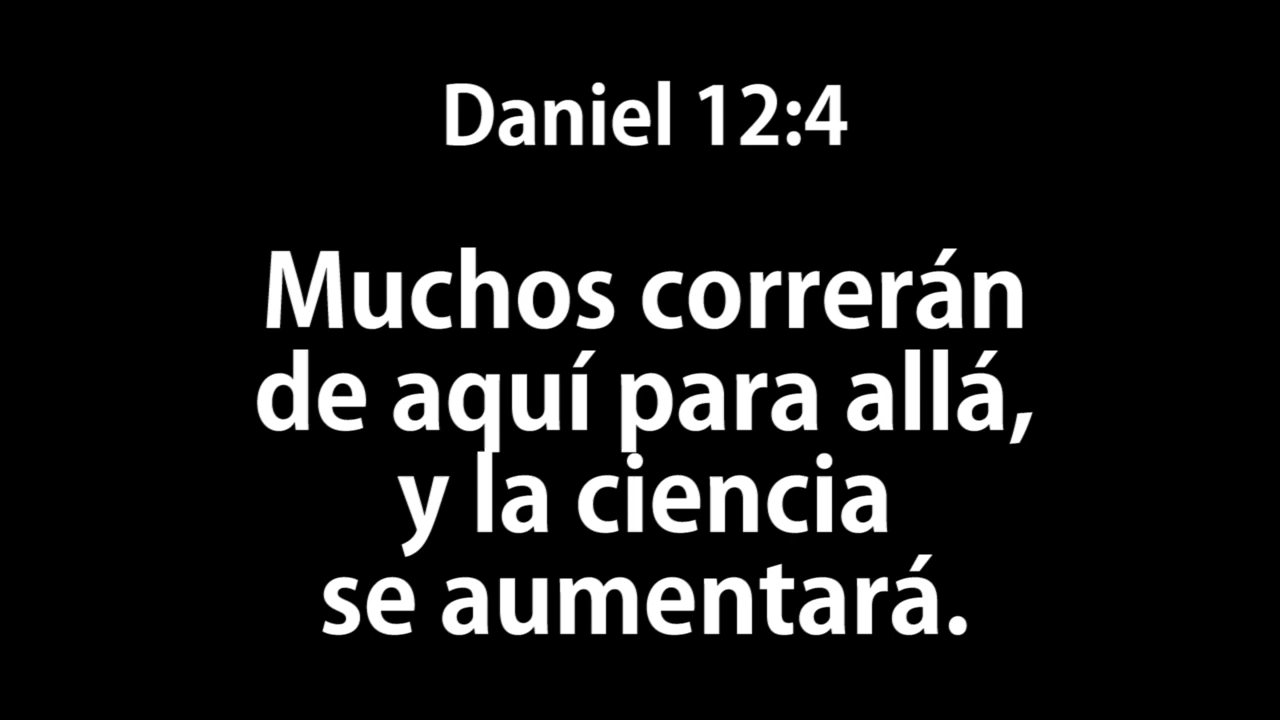 Daniel 12:4
Muchos correrán
de aquí para allá,
y la ciencia
se aumentará.